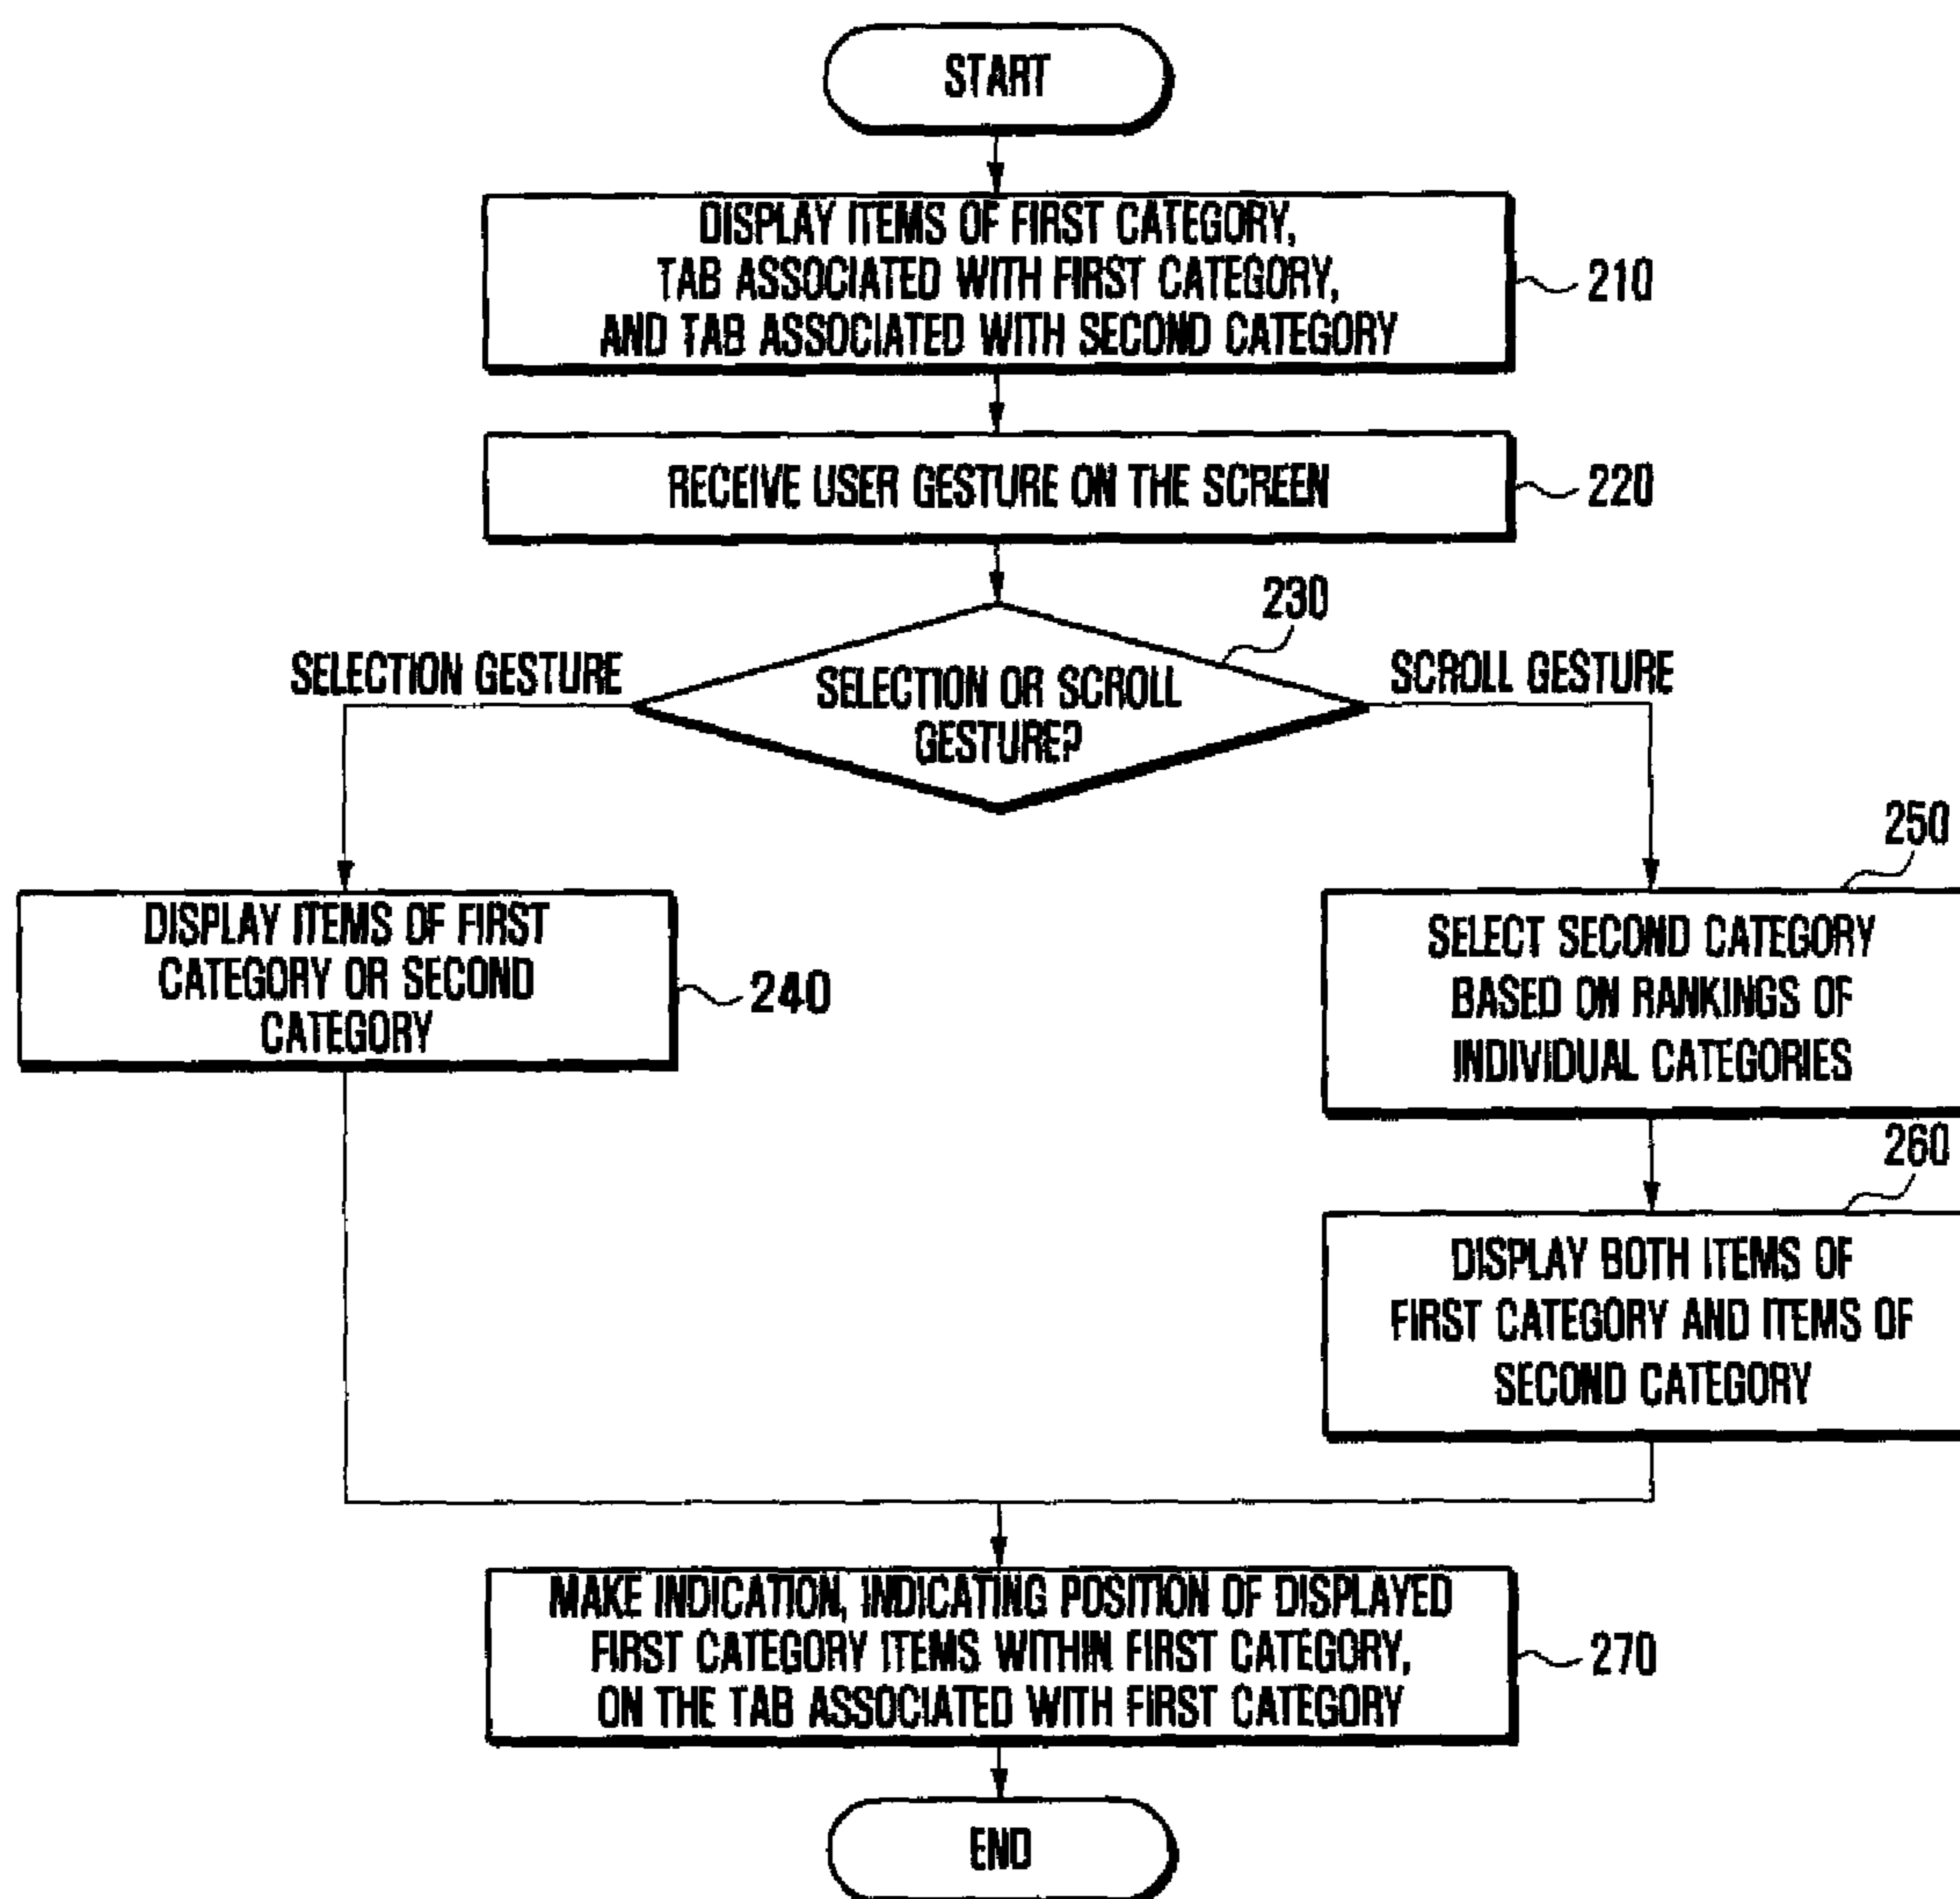 START
DISPLAY ITEMS OF FIRST CATEGORY,
TAB ASSOCIATED WITH FIRST CATEGORY,
AND TAB ASSOCIATED WITH SECOND CATEGORY
210
RECEIVE USER GESTURE ON THE SCREEN
220
230
SELECTION GESTURE
SELECTION OR SCROLL
GESTURE?
SCROLL GESTURE
DISPLAY ITEMS OF FIRST
CATEGORY OR SECOND
CATEGORY
240
250
SELECT SECOND CATEGORY
BASED ON RANKINGS OF
INDIVIDUAL CATEGORIES
260
DISPLAY BOTH ITEMS OF
FIRST CATEGORY AND ITEMS OF
SECOND CATEGORY
MAKE INDICATION, INDICATING POSITION OF DISPLAYED
FIRST CATEGORY ITEMS WITHIN FIRST CATEGORY,
ON THE TAB ASSOCIATED WITH FIRST CATEGORY
270
END